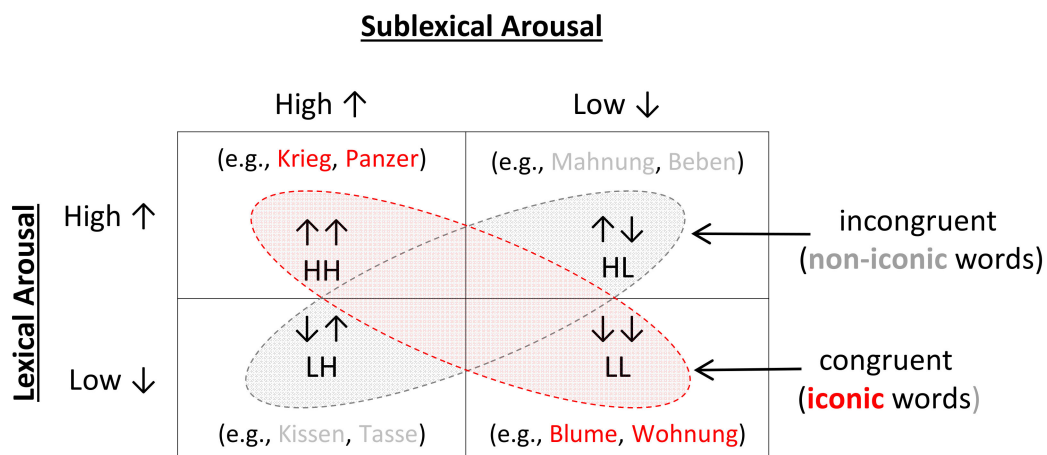 Sublexical Arousal
High ↑ Low ↓
(e.g., Krieg, Panzer) (e.g., Mahnung, Beben)
Lexical Arousal
High ↑
↑↑ ↑↓
HH HL
incongruent
(non-iconic words)
↓↑ ↓↓
LH LL
Low ↓
congruent
(iconic words)
(e.g., Kissen, Tasse) (e.g., Blume, Wohnung)